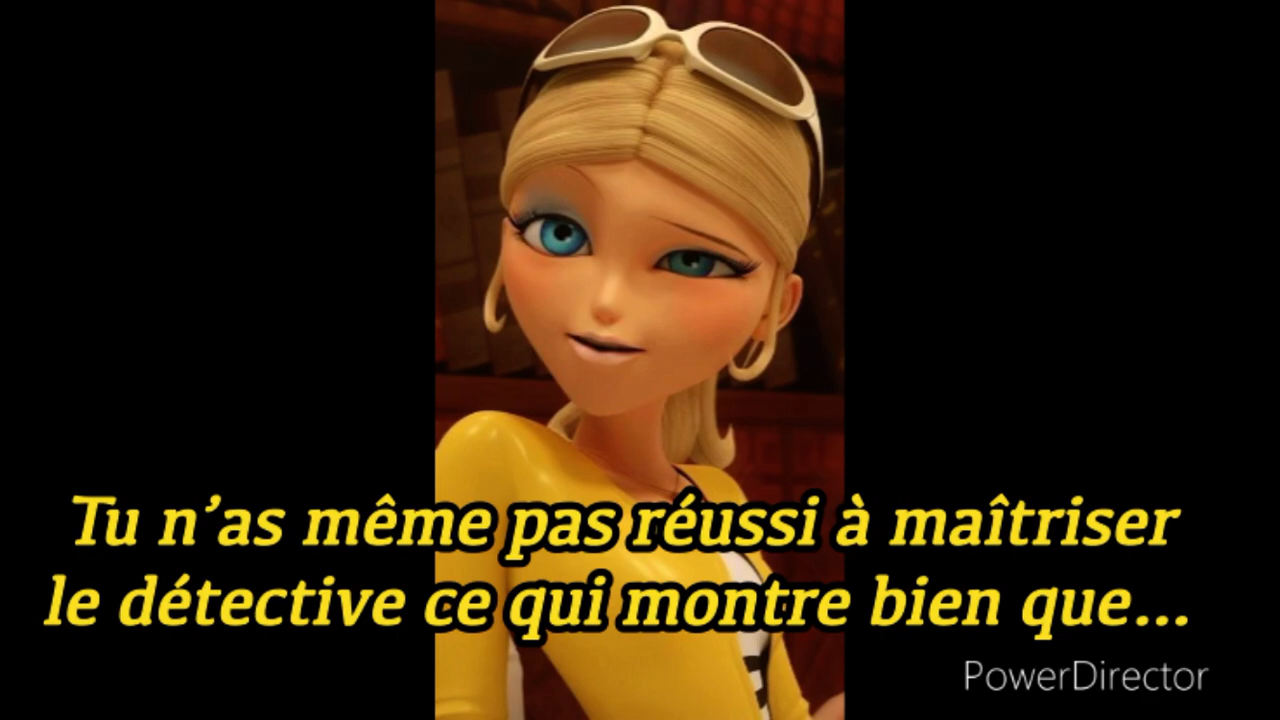 Tu n’as même pas réussi à maîtriser
le détective ce qui montre bien que...
PowerDirector